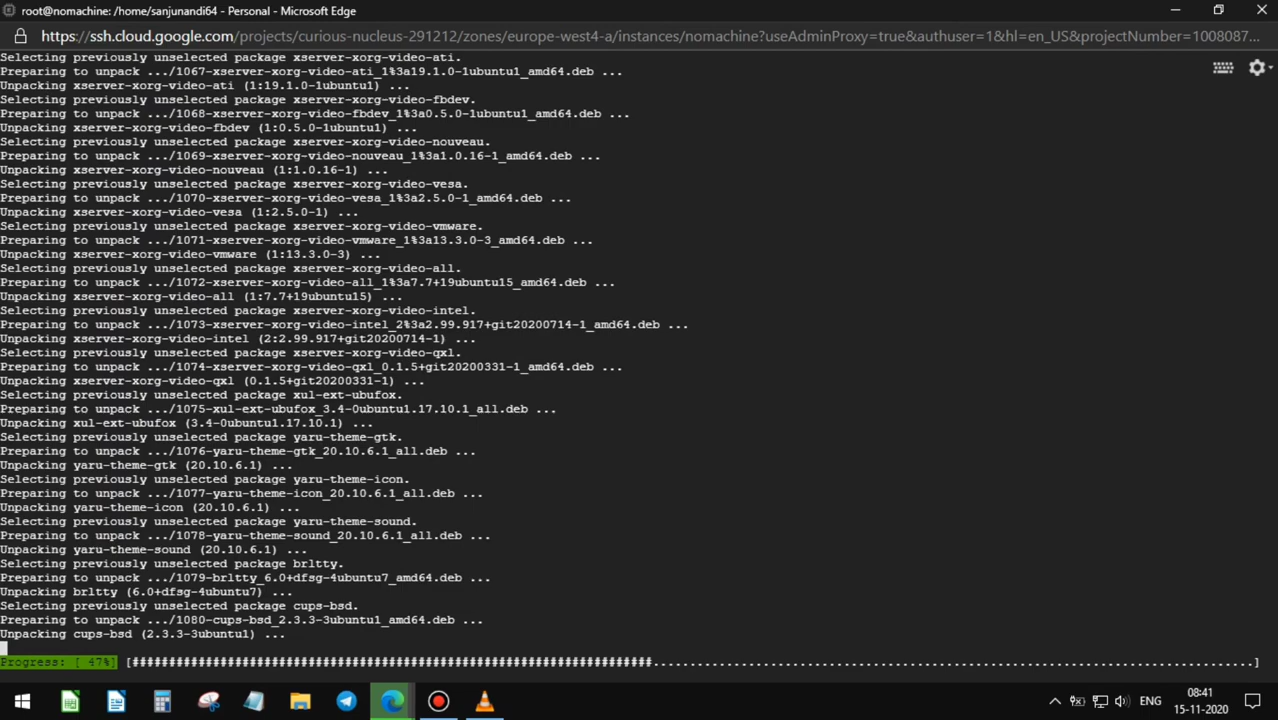 root@nomachine: /home/sanjunandi64 - Personal - Microsoft Edge
https://ssh.cloud.google.com/projects/curious-nucleus-291212/zones/europe-west4-a/instances/nomachine?useAdminProxy=true&authuser=1&hl=en_US&projectNumber=1008087...
Selecting previously unselected package xserver-xorg-video-ati.
Preparing to unpack .../1067-xserver-xorg-video-ati_1%3a19.1.0-1ubuntu1_amd64.deb ...
Unpacking xserver-xorg-video-ati (1:19.1.0-1ubuntu1) ...
Selecting previously unselected package xserver-xorg-video-fbdev.
Preparing to unpack .../1068-xserver-xorg-video-fbdev_1%3a0.5.0-1ubuntu1_amd64.deb ...
Unpacking xserver-xorg-video-fbdev (1:0.5.0-1ubuntu1) ...
Selecting previously unselected package xserver-xorg-video-nouveau.
Preparing to unpack .../1069-xserver-xorg-video-nouveau_1%3a1.0.16-1_amd64.deb ...
Unpacking xserver-xorg-video-nouveau (1:1.0.16-1) ...
Selecting previously unselected package xserver-xorg-video-vesa.
Preparing to unpack .../1070-xserver-xorg-video-vesa_1%3a2.5.0-1_amd64.deb ...
Unpacking xserver-xorg-video-vesa (1:2.5.0-1) ...
Selecting previously unselected package xserver-xorg-video-vmware.
Preparing to unpack .../1071-xserver-xorg-video-vmware_1%3a13.3.0-3_amd64.deb ...
Unpacking xserver-xorg-video-vmware (1:13.3.0-3) ...
Selecting previously unselected package xserver-xorg-video-all.
Preparing to unpack .../1072-xserver-xorg-video-all_1%3a7.7+19ubuntu15_amd64.deb ...
Unpacking xserver-xorg-video-all (1:7.7+19ubuntu15) ...
Selecting previously unselected package xserver-xorg-video-intel.
Preparing to unpack .../1073-xserver-xorg-video-intel_2%3a2.99.917+git20200714-1_amd64.deb ...
Unpacking xserver-xorg-video-intel (2:2.99.917+git20200714-1) ...
Selecting previously unselected package xserver-xorg-video-qxl.
Preparing to unpack .../1074-xserver-xorg-video-qxl_0.1.5+git20200331-1_amd64.deb ...
Unpacking xserver-xorg-video-qxl (0.1.5+git20200331-1) ...
Selecting previously unselected package xul-ext-ubufox.
Preparing to unpack .../1075-xul-ext-ubufox_3.4-0ubuntu1.17.10.1_all.deb ...
Unpacking xul-ext-ubufox (3.4-0ubuntu1.17.10.1) ...
Selecting previously unselected package yaru-theme-gtk.
Preparing to unpack .../1076-yaru-theme-gtk_20.10.6.1_all.deb ...
Unpacking yaru-theme-gtk (20.10.6.1) ...
Selecting previously unselected package yaru-theme-icon.
Preparing to unpack .../1077-yaru-theme-icon_20.10.6.1_all.deb ...
Unpacking yaru-theme-icon (20.10.6.1) ...
Selecting previously unselected package yaru-theme-sound.
Preparing to unpack .../1078-yaru-theme-sound_20.10.6.1_all.deb ...
Unpacking yaru-theme-sound (20.10.6.1) ...
Selecting previously unselected package brltty.
Preparing to unpack .../1079-brltty_6.0+dfsg-4ubuntu7_amd64.deb ...
Unpacking brltty (6.0+dfsg-4ubuntu7) ...
Selecting previously unselected package cups-bsd.
Preparing to unpack .../1080-cups-bsd_2.3.3-3ubuntu1_amd64.deb ...
Unpacking cups-bsd (2.3.3-3ubuntu1) ...
Progress: [ 47%] [#######################################################################..................................................................................]
ENG
08:41
15-11-2020